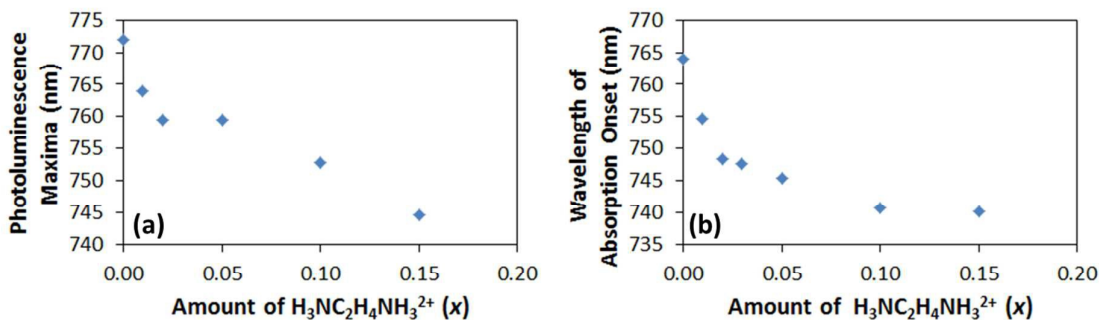 Photoluminescence
Maxima (nm)
775
770
765
760
755
750
745
740
(a)
0.00 0.05 0.10 0.15 0.20
Amount of H₃NC₂H₄NH₃²⁺ (x)
Wavelength of
Absorption Onset (nm)
770
765
760
755
750
745
740
735
(b)
0.00 0.05 0.10 0.15 0.20
Amount of H₃NC₂H₄NH₃²⁺ (x)